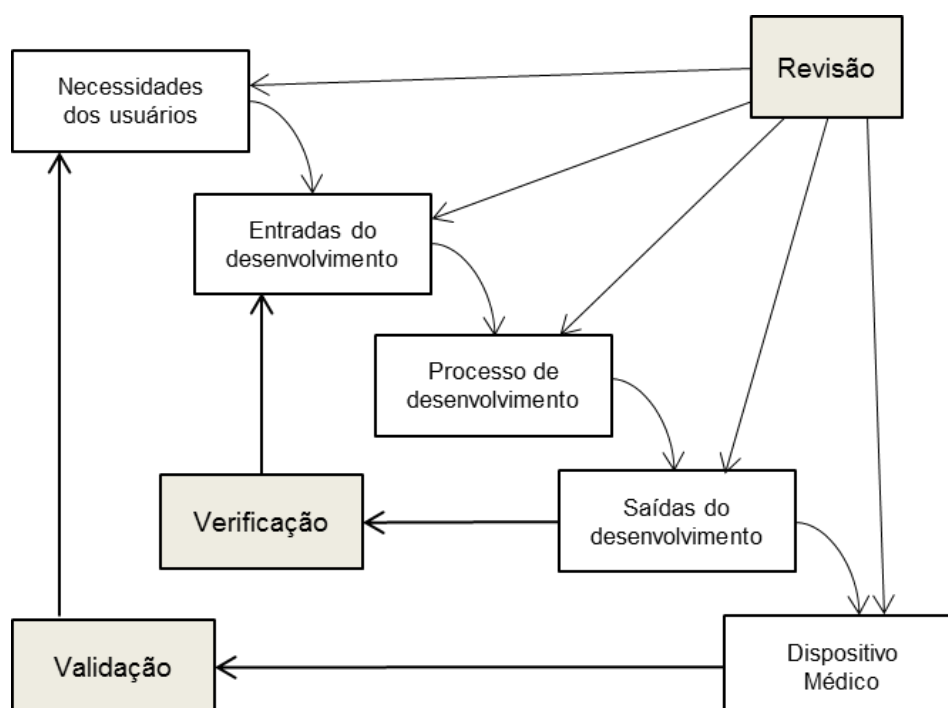 Necessidades
dos usuários
Revisão
Entradas do
desenvolvimento
Processo de
desenvolvimento
Verificação
Saídas do
desenvolvimento
Validação
Dispositivo
Médico